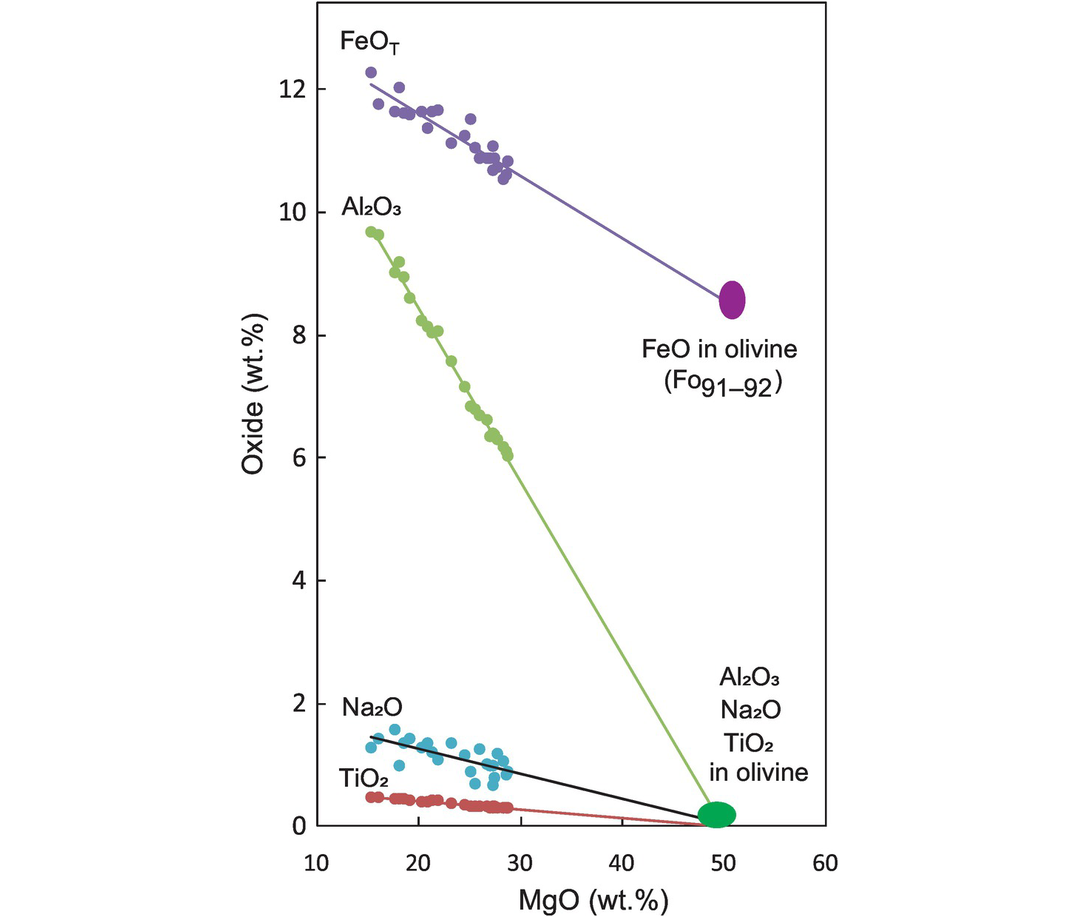 FeOT
12
Al₂O₃
10
8
FeO in olivine
(Fo91–92)
Oxide (wt.%)
6
4
Al₂O₃
Na₂O
TiO₂
in olivine
2
Na₂O
TiO₂
0
10 20 30 40 50 60
MgO (wt.%)